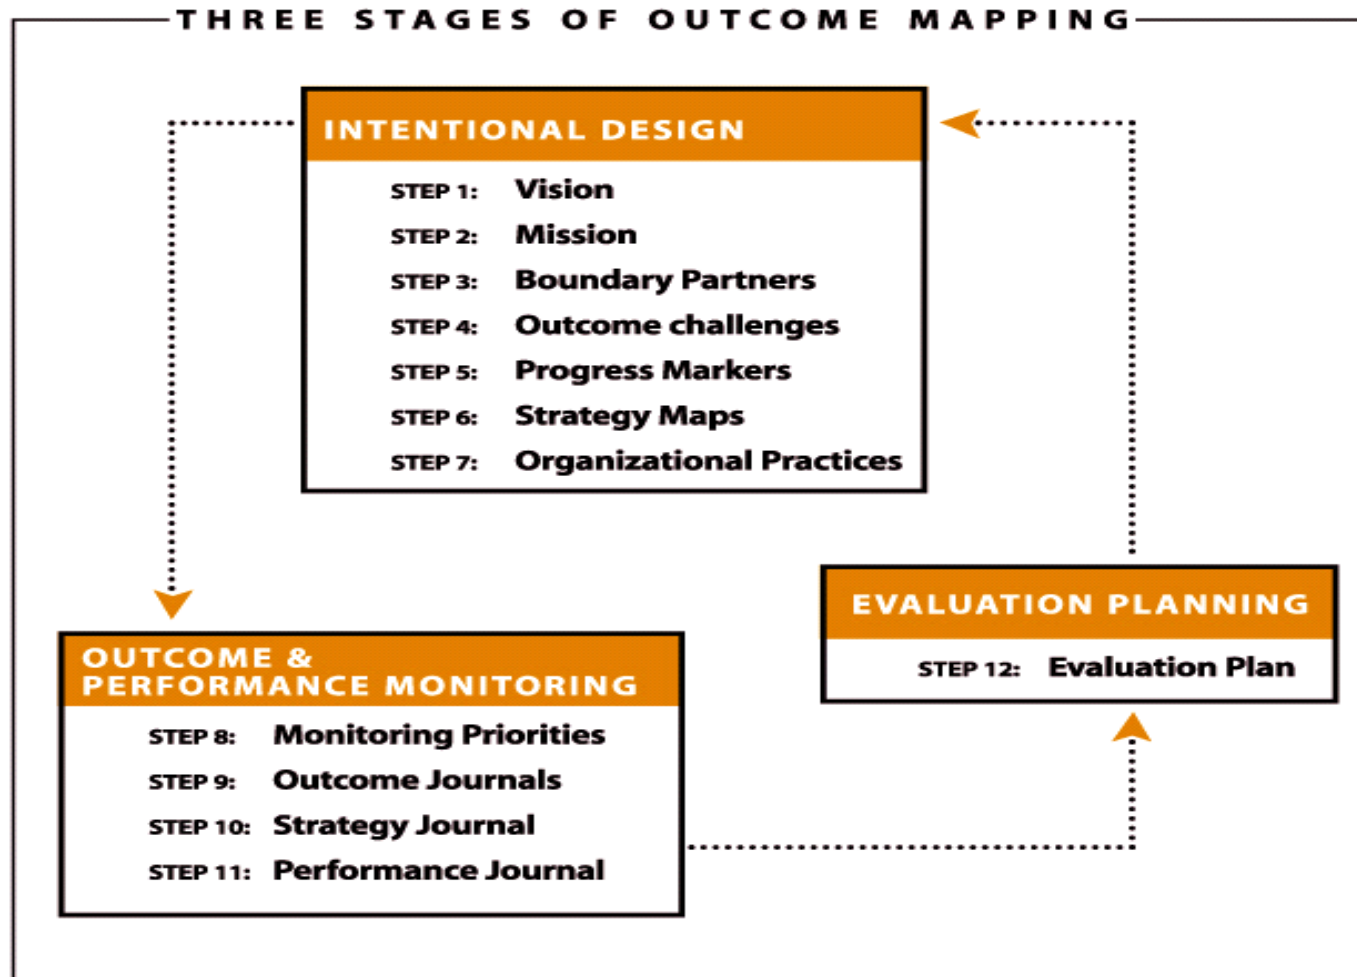 THREE STAGES OF OUTCOME MAPPING
INTENTIONAL DESIGN
STEP 1: Vision
STEP 2: Mission
STEP 3: Boundary Partners
STEP 4: Outcome challenges
STEP 5: Progress Markers
STEP 6: Strategy Maps
STEP 7: Organizational Practices
OUTCOME &
PERFORMANCE MONITORING
STEP 8: Monitoring Priorities
STEP 9: Outcome Journals
STEP 10: Strategy Journal
STEP 11: Performance Journal
EVALUATION PLANNING
STEP 12: Evaluation Plan